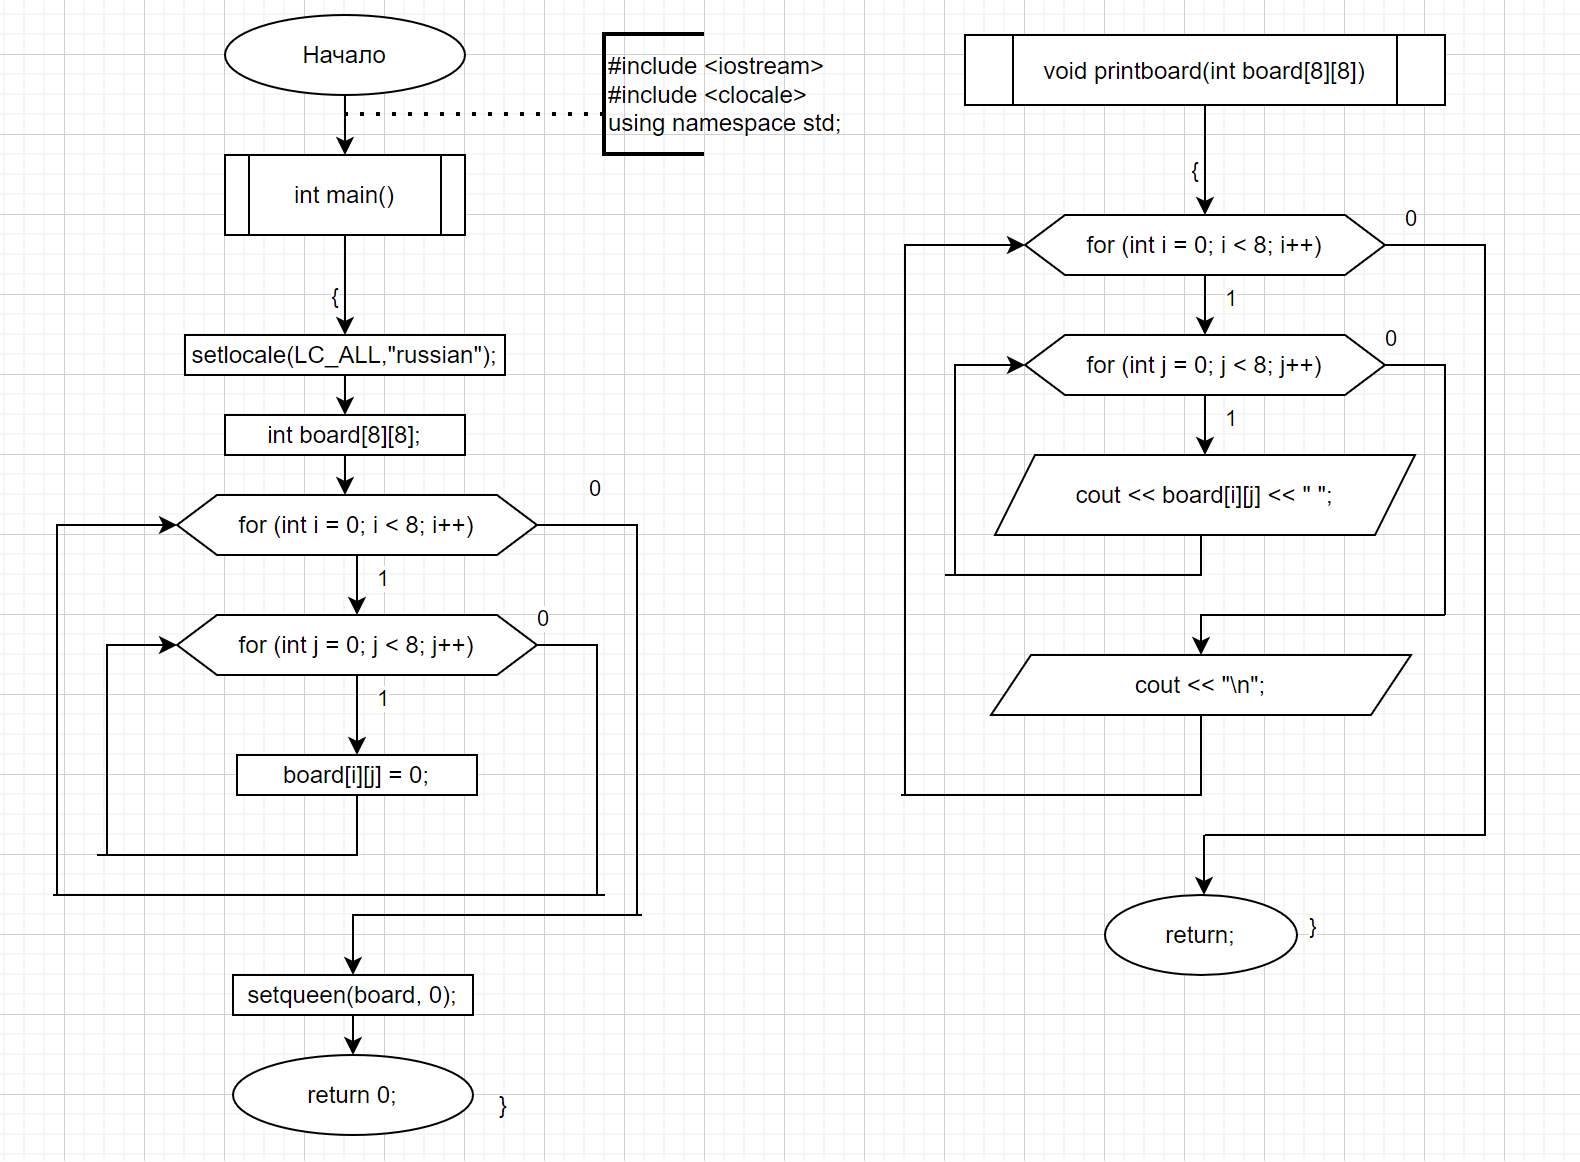 Начало
#include <iostream>
#include <clocale>
using namespace std;
int main()
{
setlocale(LC_ALL,"russian");
int board[8][8];
0
for (int i = 0; i < 8; i++)
1
0
for (int j = 0; j < 8; j++)
1
board[i][j] = 0;
setqueen(board, 0);
return 0;
}
void printboard(int board[8][8])
{
0
for (int i = 0; i < 8; i++)
1
0
for (int j = 0; j < 8; j++)
1
cout << board[i][j] << " ";
cout << "\n";
return;
}